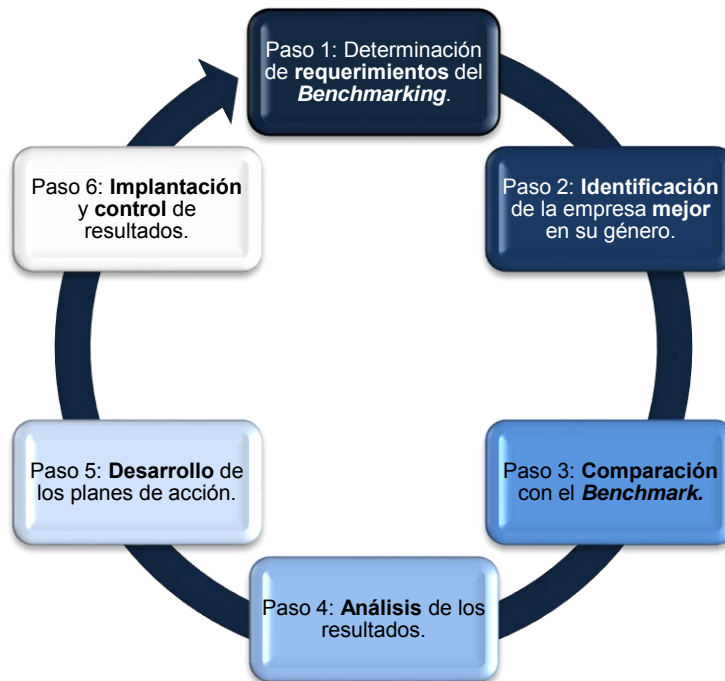 Paso 1: Determinación
de requerimientos del
Benchmarking.
Paso 2: Identificación
de la empresa mejor
en su género.
Paso 3: Comparación
con el Benchmark.
Paso 4: Análisis de los
resultados.
Paso 5: Desarrollo de
los planes de acción.
Paso 6: Implantación
y control de
resultados.